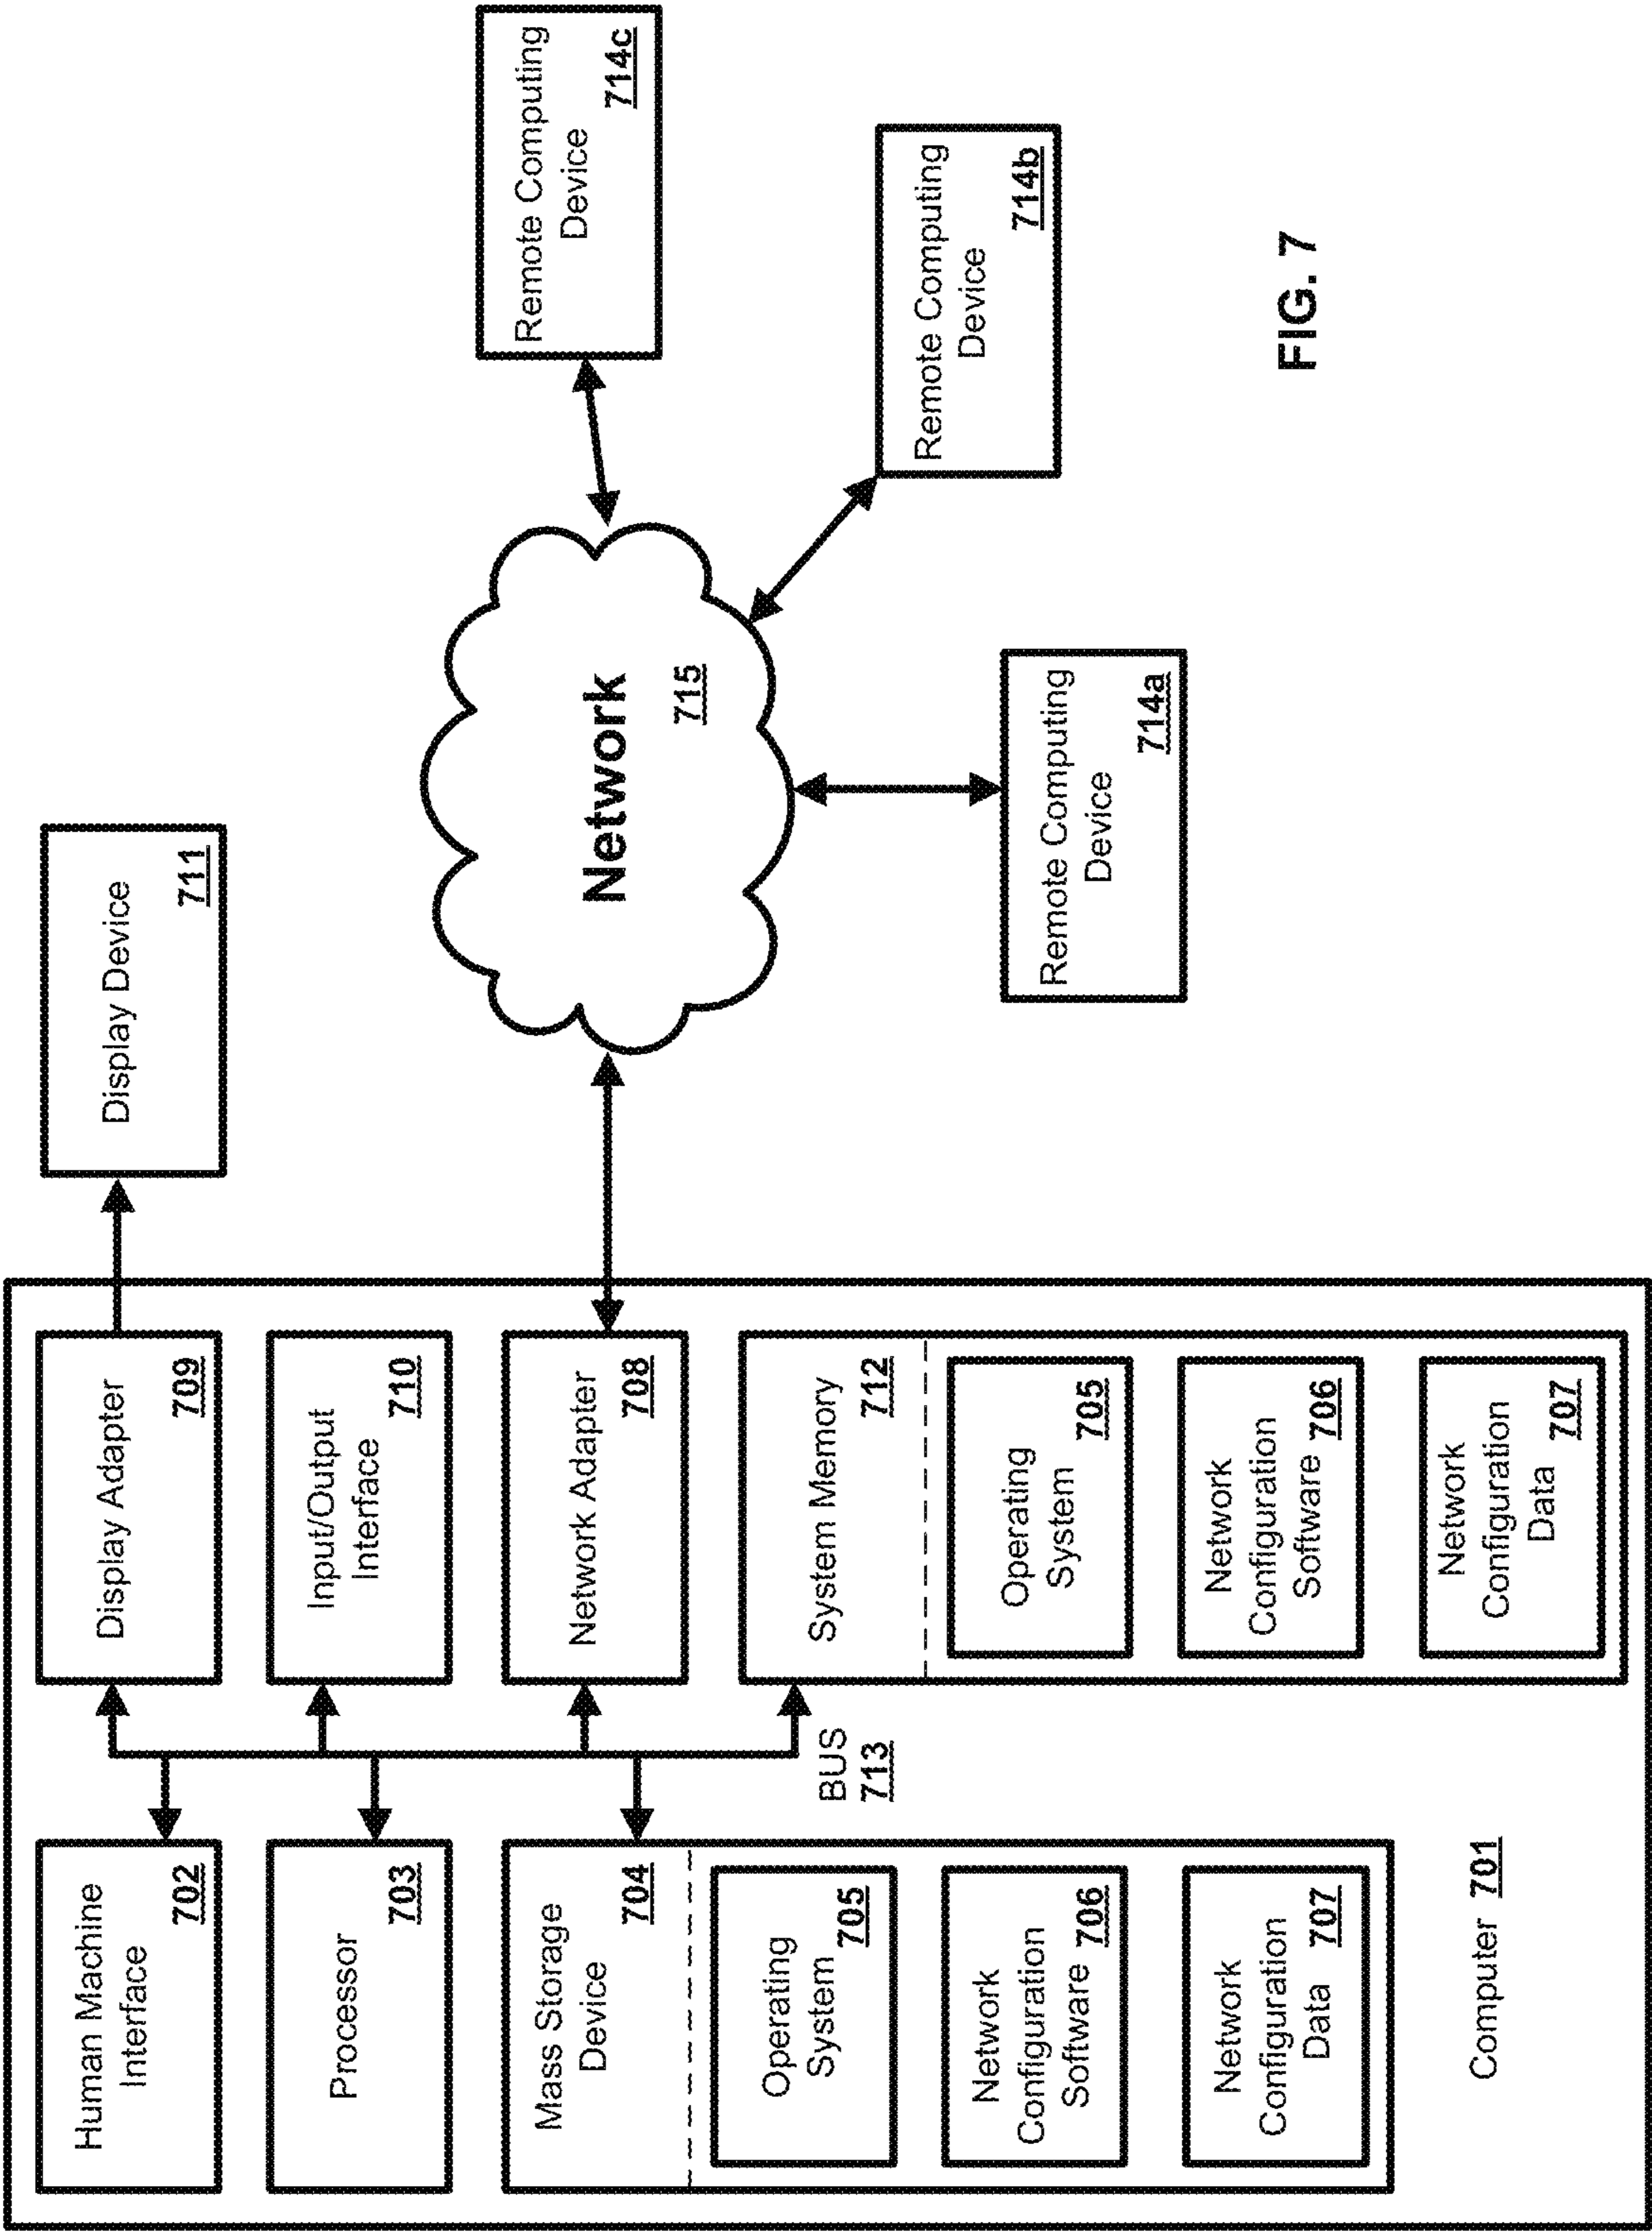 Human Machine
Interface
702
Processor
703
Mass Storage
Device
704
Operating
System
705
Network
Configuration
Software 706
Network
Configuration
Data
707
Computer 701
BUS
713
Display Adapter
709
Input/Output
Interface
710
Network Adapter
708
System Memory
712
Operating
System
705
Network
Configuration
Software 706
Network
Configuration
Data
707
Display Device
711
Network
715
Remote Computing
Device
714a
Remote Computing
Device
714b
Remote Computing
Device
714c
FIG. 7